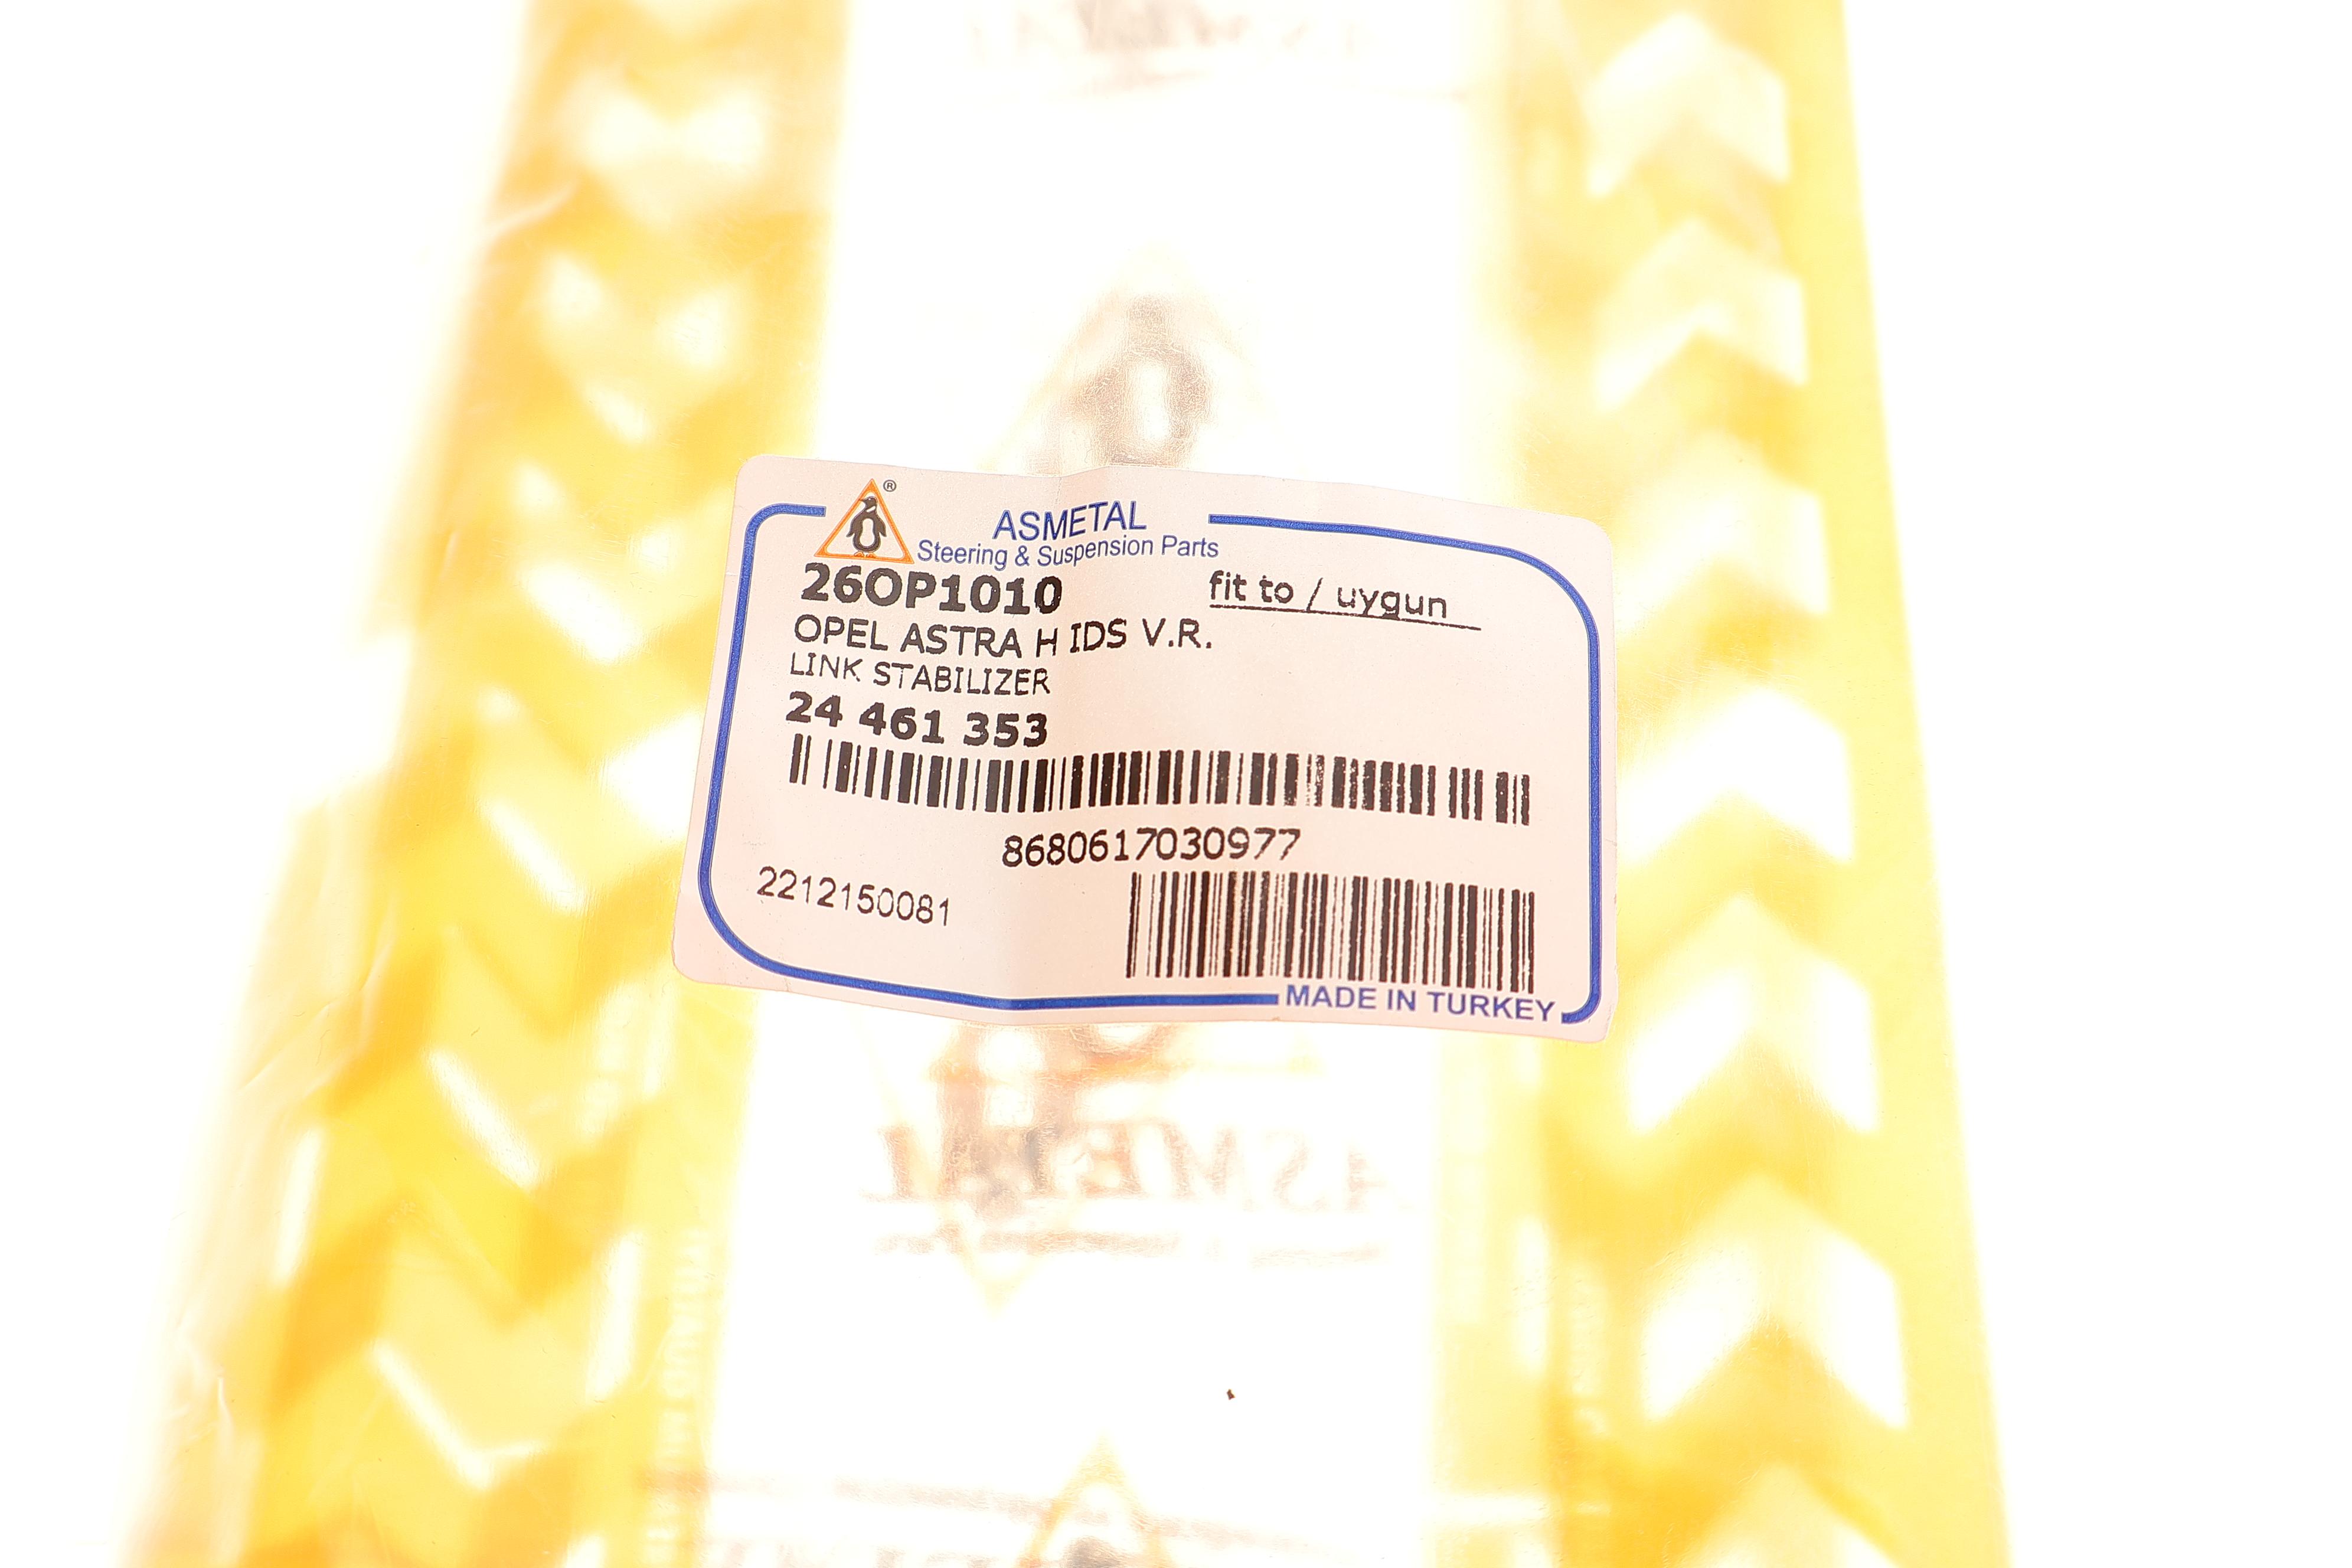 ®
ASMETAL
Steering & Suspension Parts
26OP1010 fit to / uygun
OPEL ASTRA H IDS V.R.
LINK STABILIZER
24 461 353
8680617030977
2212150081
MADE IN TURKEY
ASMETAL